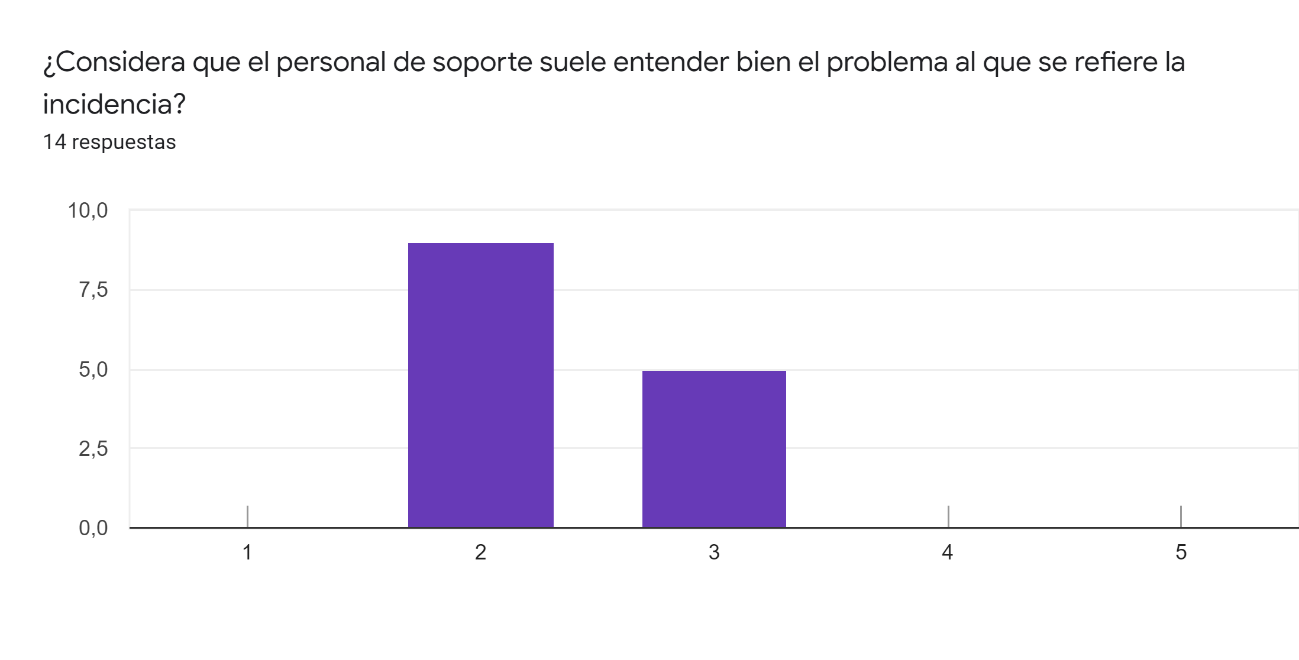 ¿Considera que el personal de soporte suele entender bien el problema al que se refiere la
incidencia?
14 respuestas
10,0
7,5
5,0
2,5
0,0
1 2 3 4 5